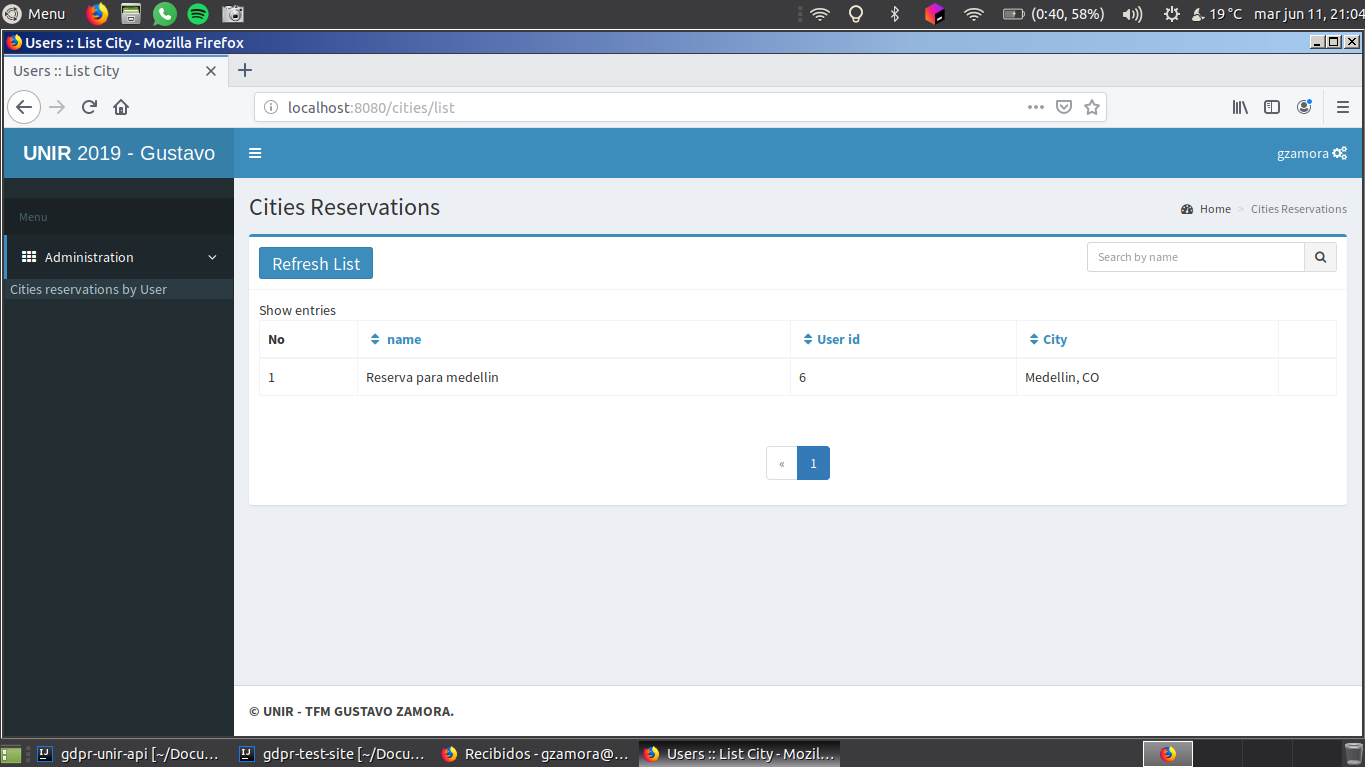 Menu (0:40, 58%) 19 °C mar jun 11, 21:04
Users :: List City - Mozilla Firefox
Users :: List City
localhost:8080/cities/list
UNIR 2019 - Gustavo gzamora
Cities Reservations Home > Cities Reservations
Menu
Administration
Cities reservations by User
Refresh List Search by name
Show entries
No name User id City
1 Reserva para medellin 6 Medellin, CO
« 1
© UNIR - TFM GUSTAVO ZAMORA.
gdpr-unir-api [~/Docu... gdpr-test-site [~/Docu... Recibidos - gzamora@... Users :: List City - Mozil...